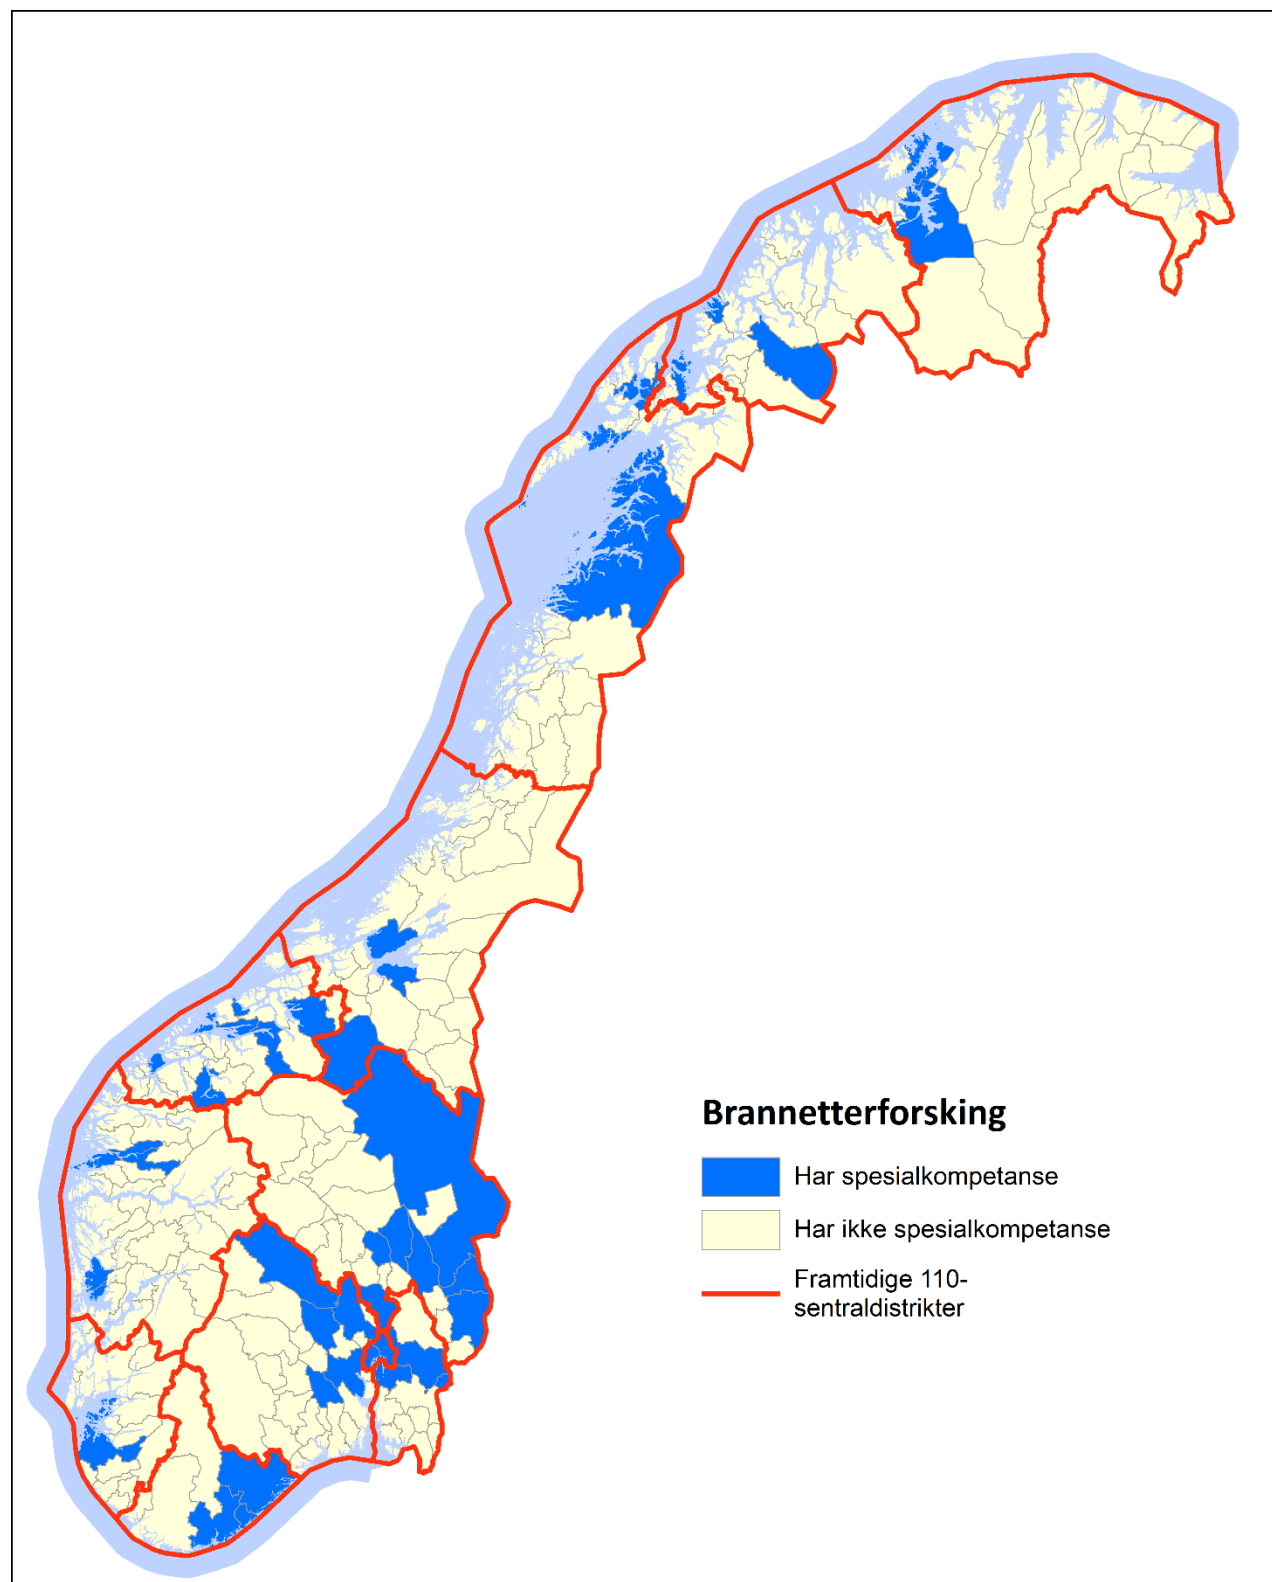 Brannetterforsking
Har spesialkompetanse
Har ikke spesialkompetanse
Framtidige 110-
sentraldistrikter